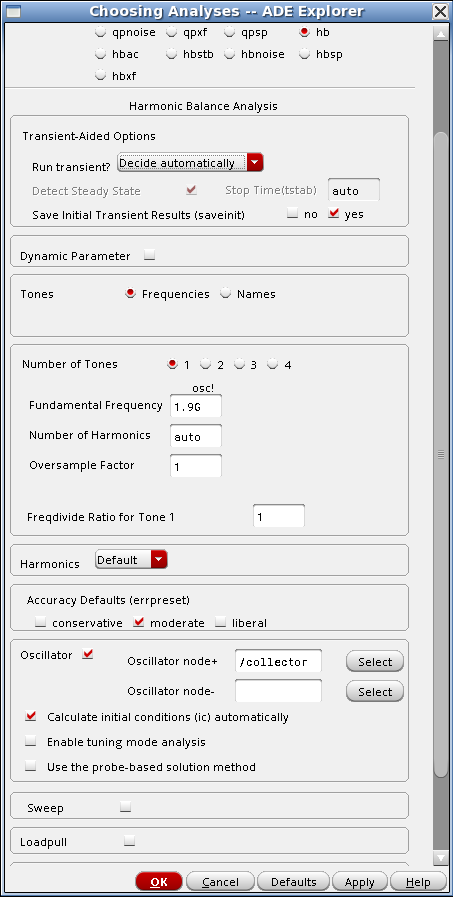 Choosing Analyses -- ADE Explorer
qpnoise qpxf qpsp hb
hbac hbstb hbnoise hbsp
hbxf
Harmonic Balance Analysis
Transient-Aided Options
Run transient? Decide automatically
Detect Steady State Stop Time(tstab) auto
Save Initial Transient Results (saveinit) no yes
Dynamic Parameter
Tones Frequencies Names
Number of Tones 1 2 3 4
osc!
Fundamental Frequency 1.9G
Number of Harmonics auto
Oversample Factor 1
Freqdivide Ratio for Tone 1 1
Harmonics Default
Accuracy Defaults (errpreset)
conservative moderate liberal
Oscillator Oscillator node+ /collector Select
Oscillator node- Select
Calculate initial conditions (ic) automatically
Enable tuning mode analysis
Use the probe-based solution method
Sweep
Loadpull
OK Cancel Defaults Apply Help